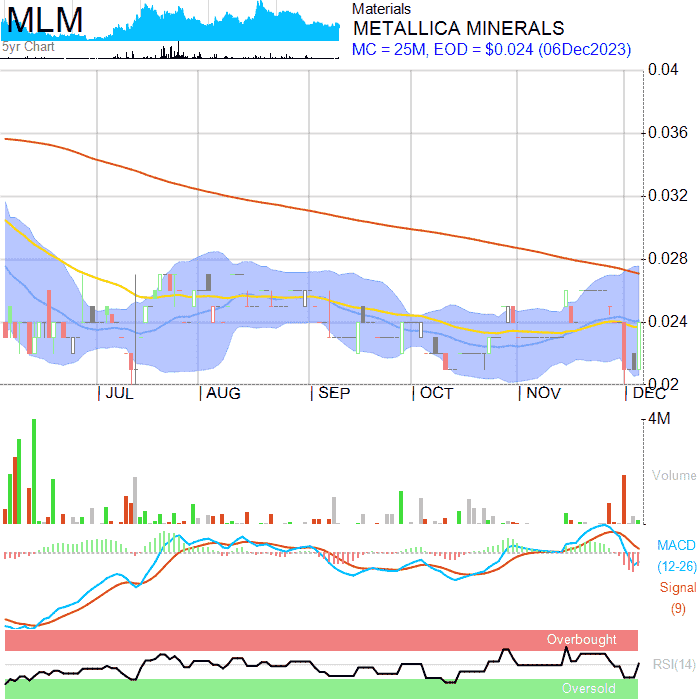 MLM
5yr Chart
Materials
METALLICA MINERALS
MC = 25M, EOD = $0.024 (06Dec2023)
0.04
0.036
0.032
0.028
0.024
0.02
JUL AUG SEP OCT NOV DEC
4M
Volume
MACD
(12-26)
Signal
(9)
Overbought
RSI(14)
Oversold